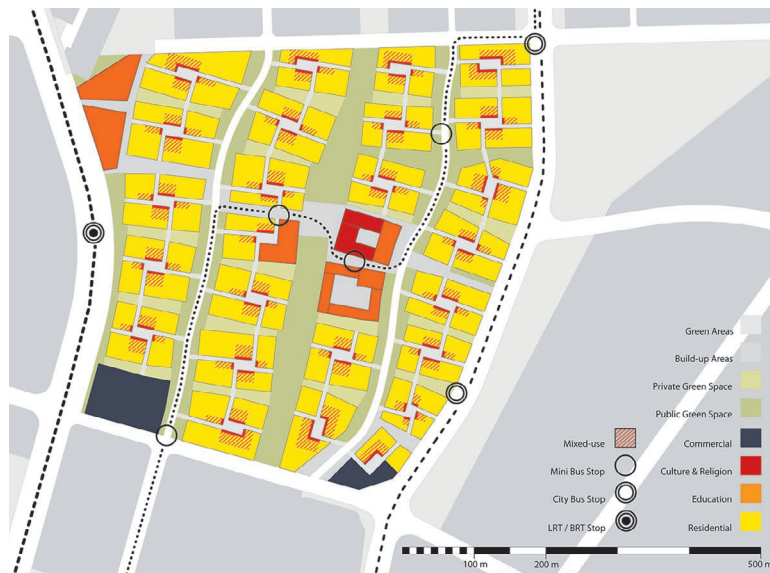 Green Areas
Build-up Areas
Private Green Space
Public Green Space
Mixed-use
Commercial
Mini Bus Stop
Culture & Religion
City Bus Stop
Education
LRT / BRT Stop
Residential
100 m
200 m
500 m